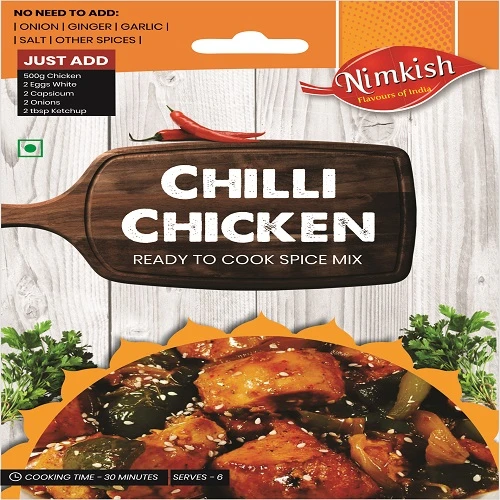 NO NEED TO ADD:
| ONION | GINGER | GARLIC |
| SALT | OTHER SPICES |
JUST ADD
500g Chicken
2 Eggs White
2 Capsicum
2 Onions
2 tbsp Ketchup
Nimkish
Flavours of India
CHILLI
CHICKEN
READY TO COOK SPICE MIX
COOKING TIME - 30 MINUTES | SERVES - 6